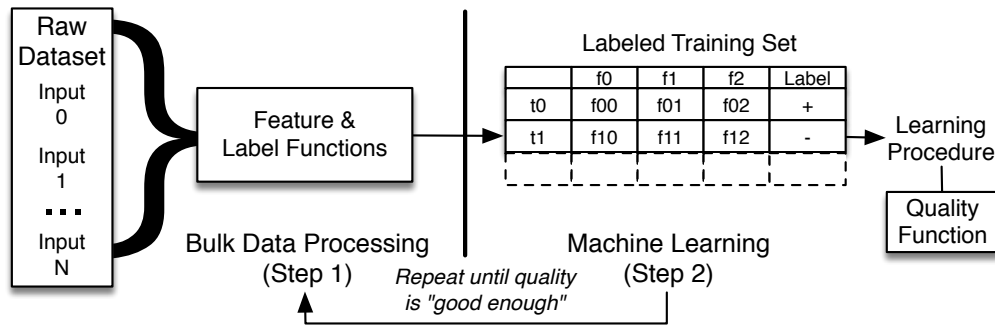 Raw
Dataset
Input
0
Input
1
...
Input
N
Feature &
Label Functions
Bulk Data Processing
(Step 1)
Labeled Training Set
f0 f1 f2 Label
t0 f00 f01 f02 +
t1 f10 f11 f12 -
Learning
Procedure
Quality
Function
Machine Learning
(Step 2)
Repeat until quality
is "good enough"